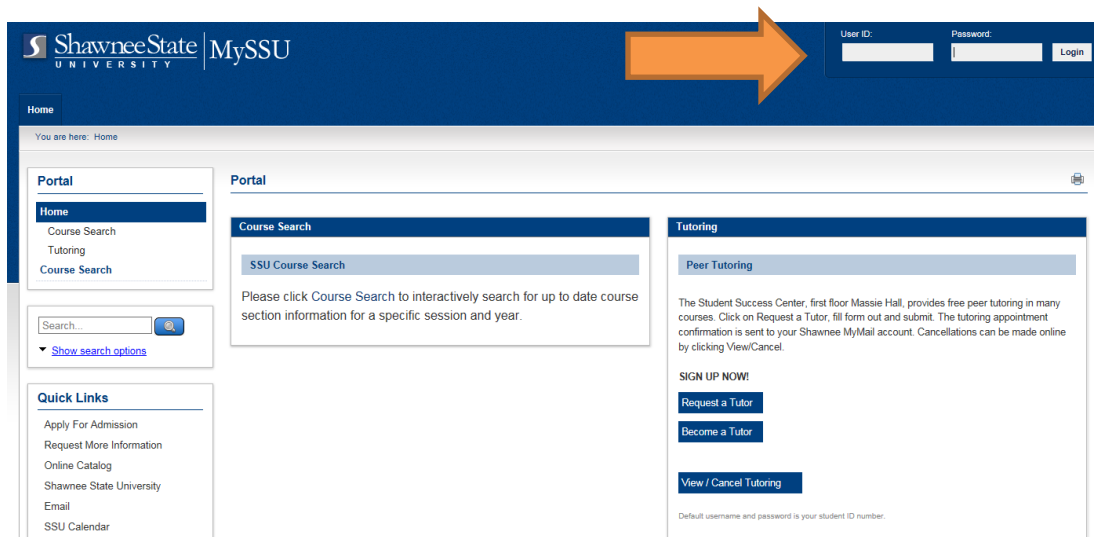 ShawneeState
UNIVERSITY
MySSU
User ID:
Password:
Login
Home
You are here: Home
Portal
Home
Course Search
Tutoring
Course Search
Search...
Show search options
Quick Links
Apply For Admission
Request More Information
Online Catalog
Shawnee State University
Email
SSU Calendar
Portal
Course Search
SSU Course Search
Please click Course Search to interactively search for up to date course
section information for a specific session and year.
Tutoring
Peer Tutoring
The Student Success Center, first floor Massie Hall, provides free peer tutoring in many
courses. Click on Request a Tutor, fill form out and submit. The tutoring appointment
confirmation is sent to your Shawnee MyMail account. Cancellations can be made online
by clicking View/Cancel.
SIGN UP NOW!
Request a Tutor
Become a Tutor
View / Cancel Tutoring
Default username and password is your student ID number.